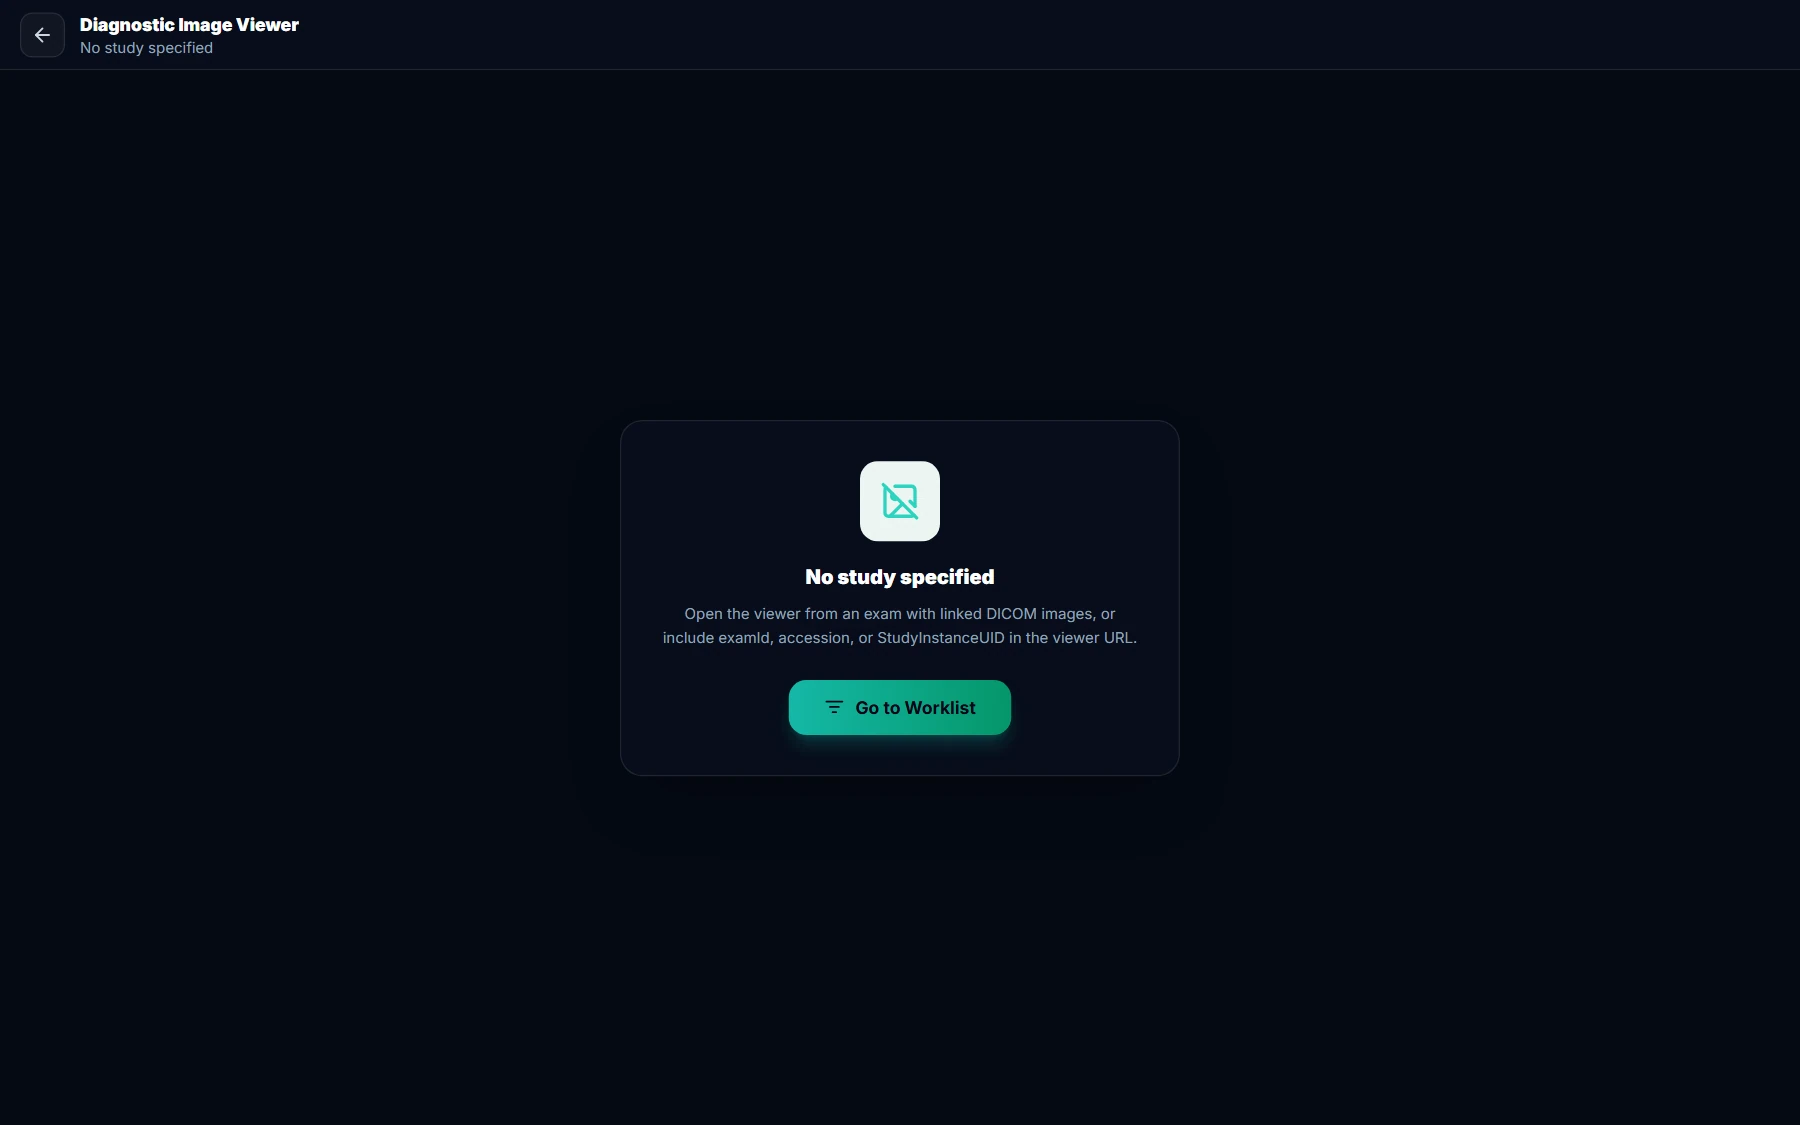 Diagnostic Image Viewer
No study specified
No study specified
Open the viewer from an exam with linked DICOM images, or
include examId, accession, or StudyInstanceUID in the viewer URL.
Go to Worklist